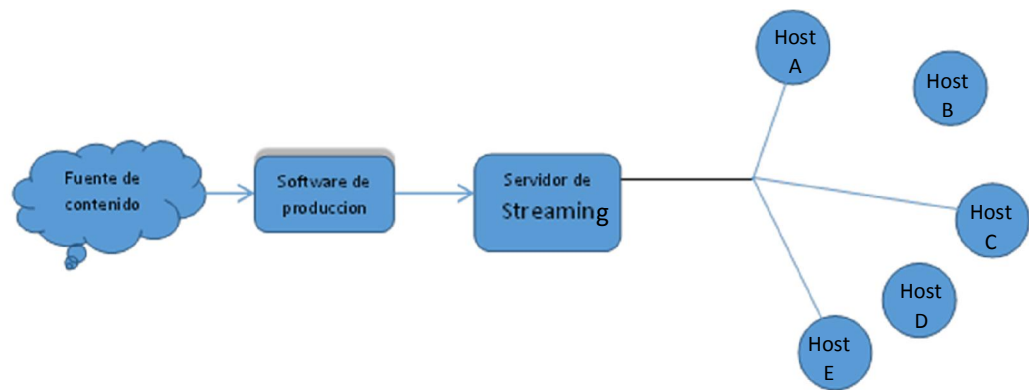 Fuente de
contenido
Software de
produccion
Servidor de
Streaming
Host
A
Host
B
Host
C
Host
D
Host
E